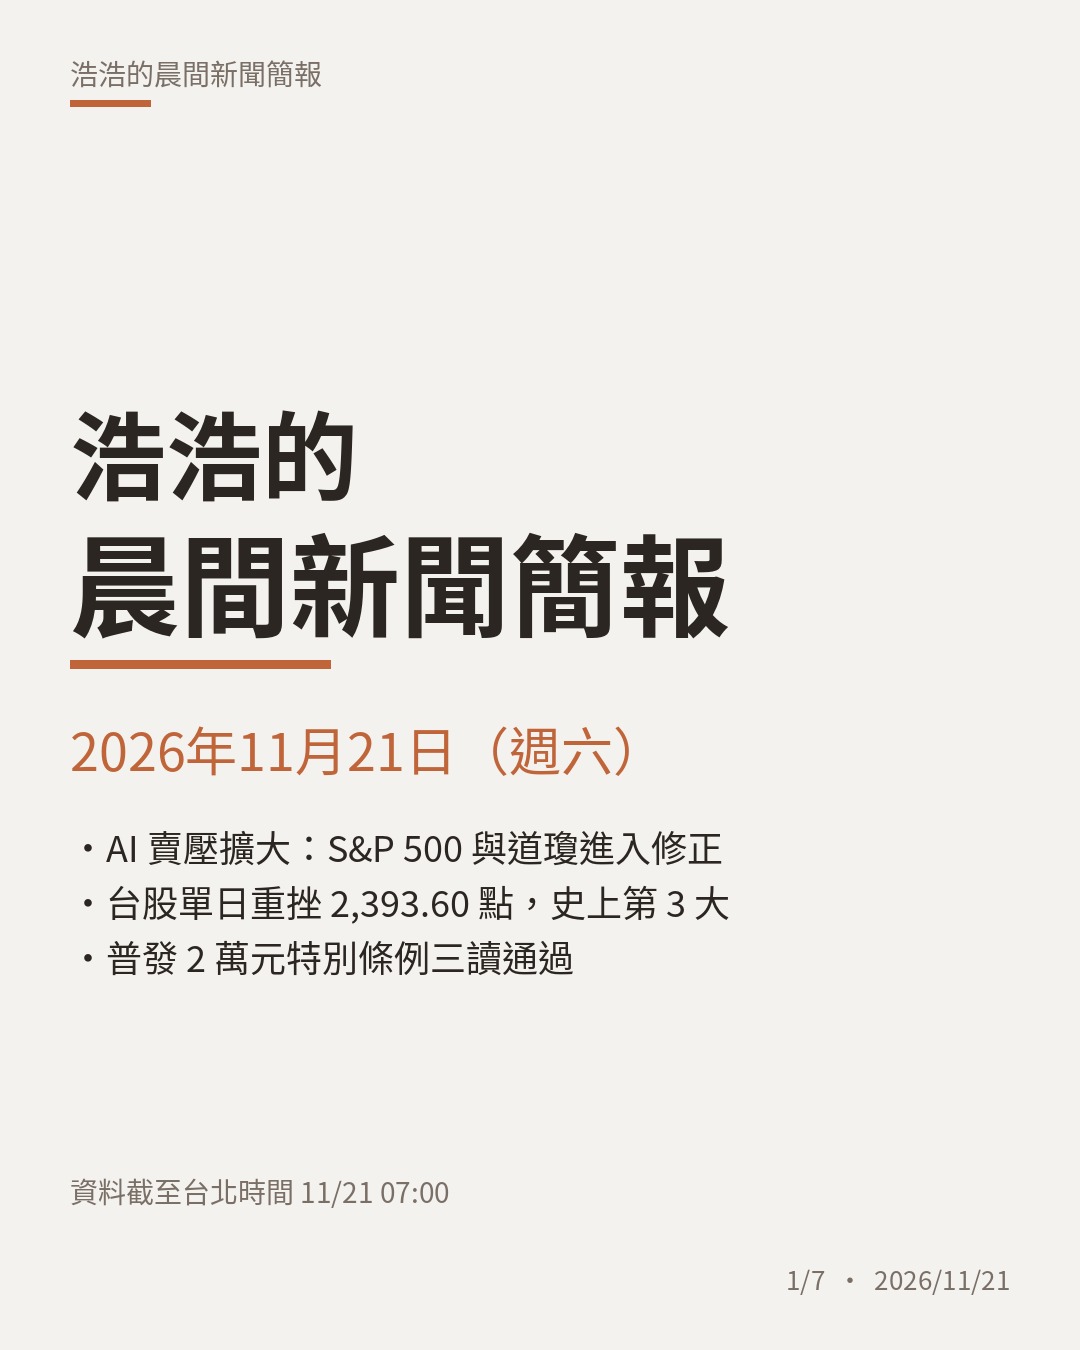 浩浩的晨間新聞簡報
浩浩的
晨間新聞簡報
2026年11月21日（週六）
・AI 賣壓擴大：S&P 500 與道瓊進入修正
・台股單日重挫 2,393.60 點，史上第 3 大
・普發 2 萬元特別條例三讀通過
資料截至台北時間 11/21 07:00
1/7 ・ 2026/11/21